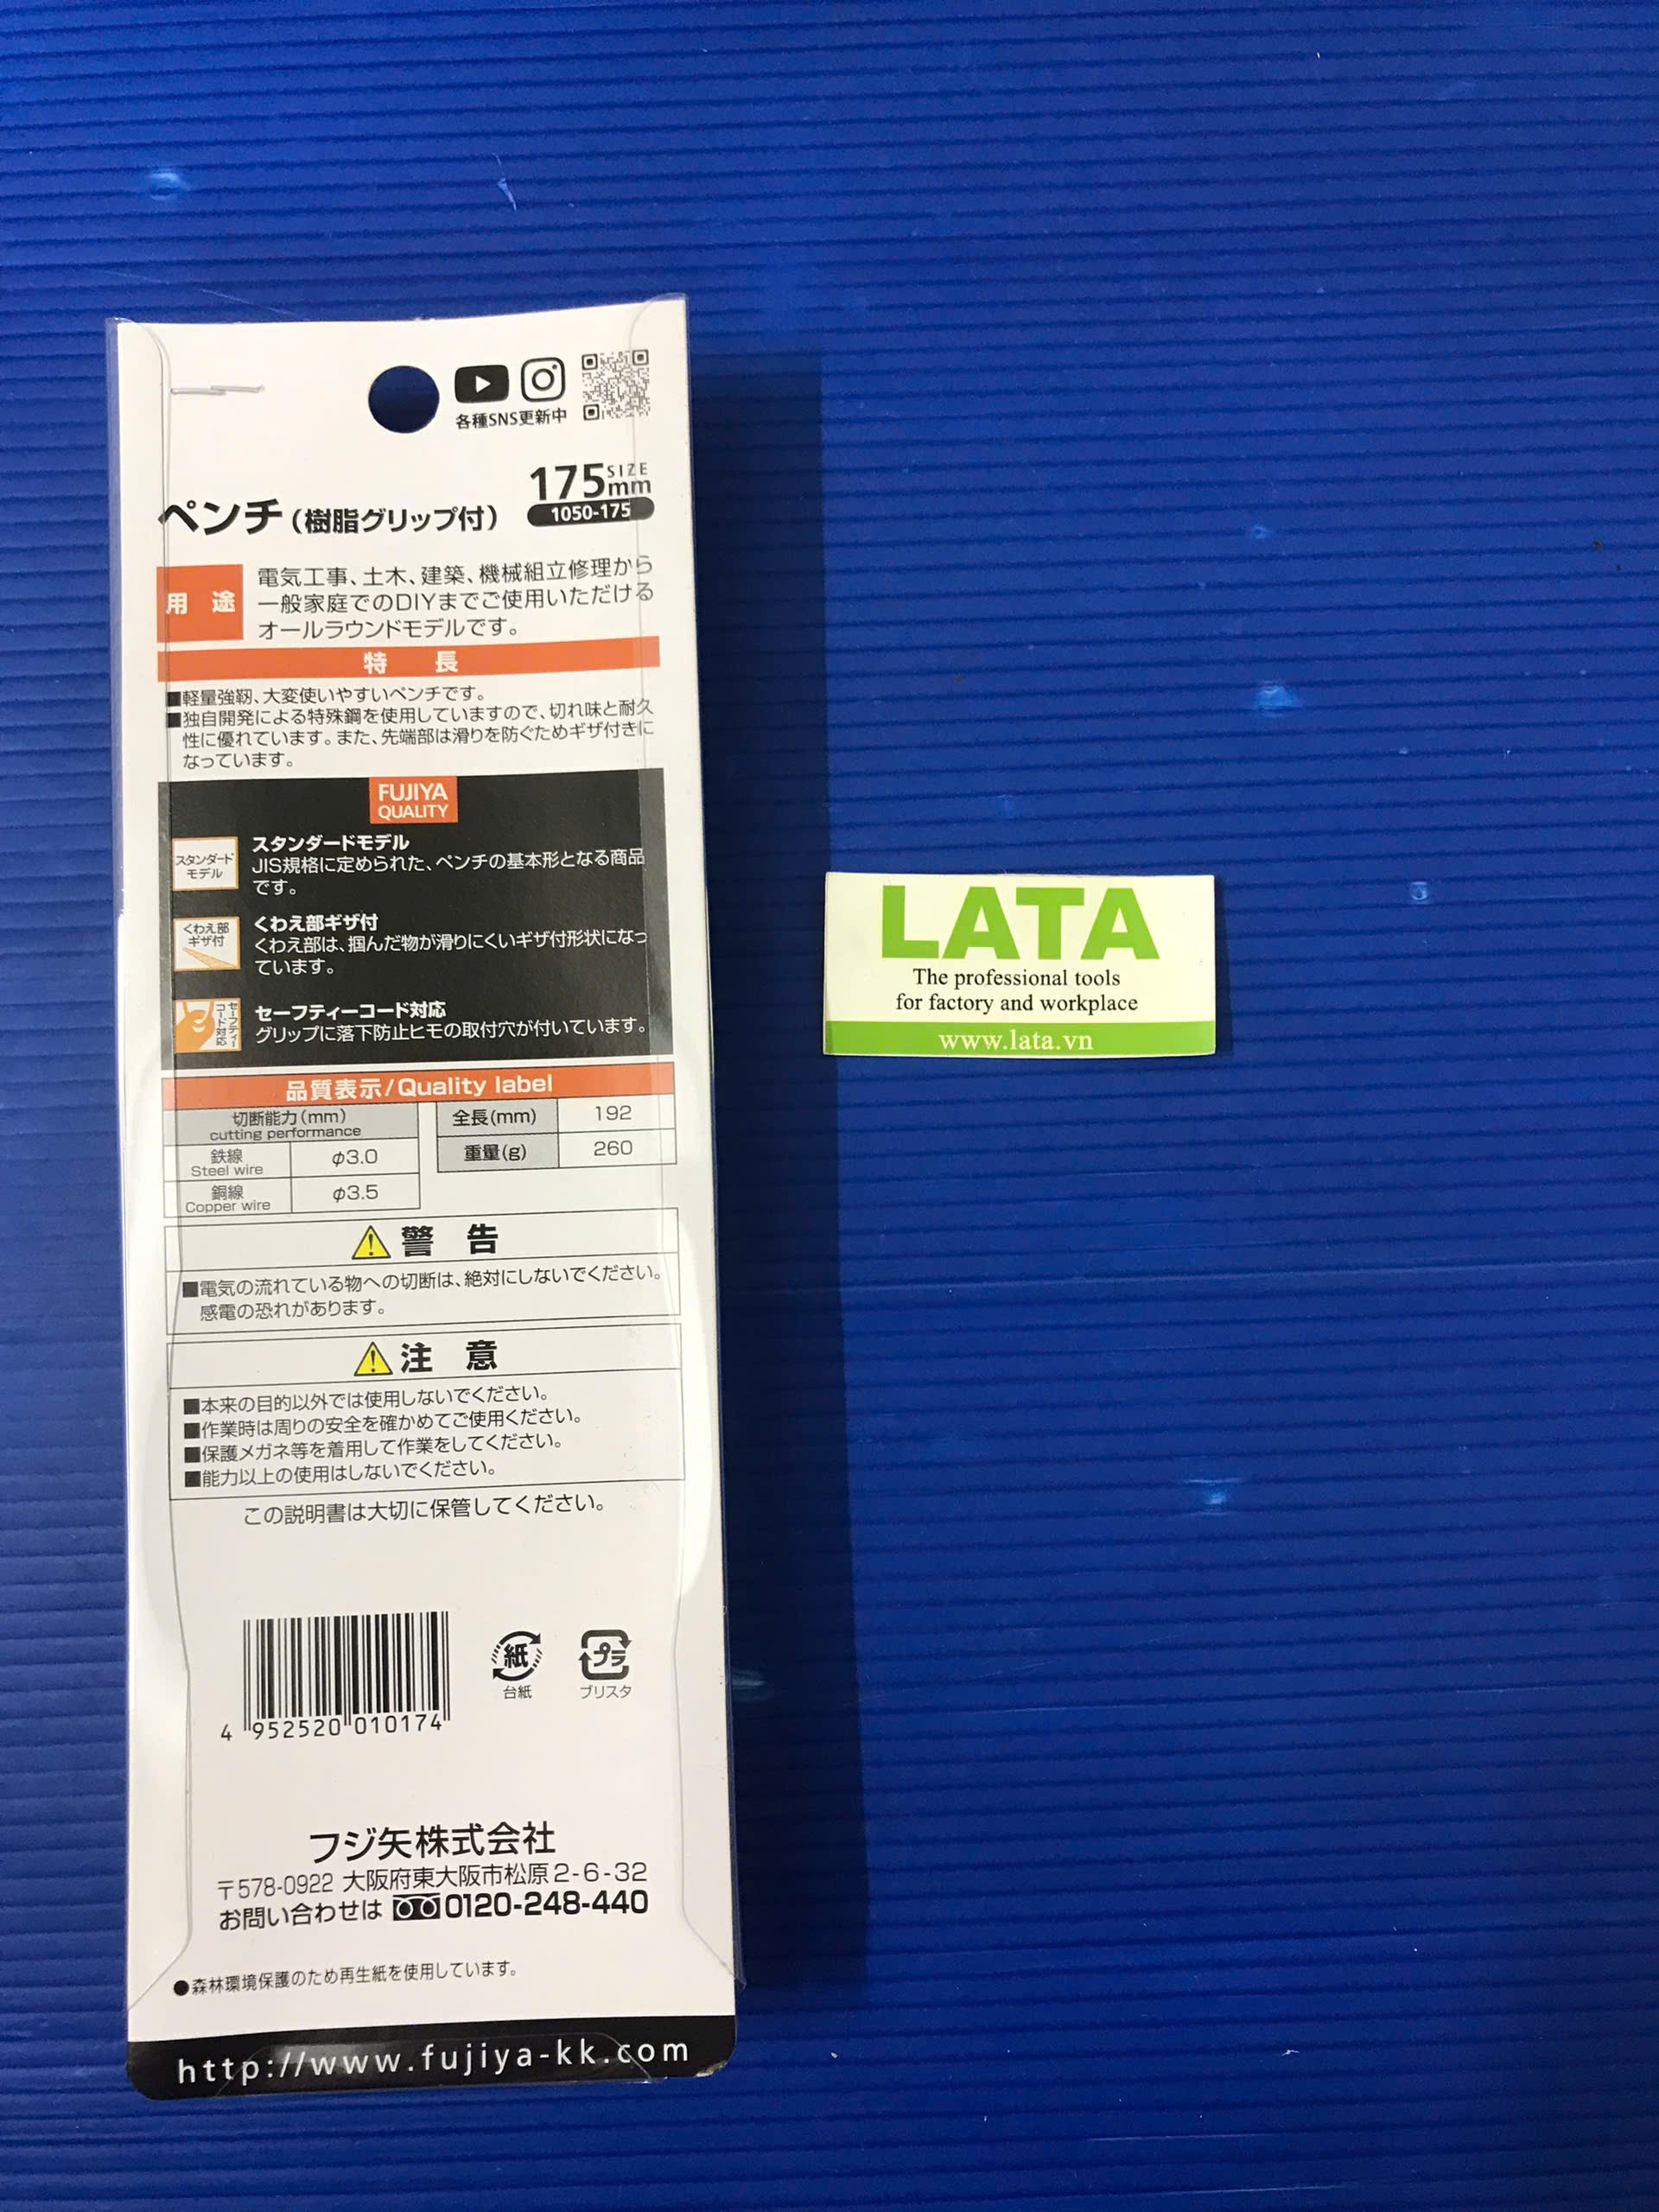 各種SNS更新中
175 SIZE mm
ペンチ(樹脂グリップ付)
1050-175
用 途
電気工事、土木、建築、機械組立修理から
一般家庭でのDIYまでご使用いただける
オールラウンドモデルです。
特 長
■軽量強靭、大変使いやすいペンチです。
■独自開発による特殊鋼を使用していますので、切れ味と耐久
性に優れています。また、先端部は滑りを防ぐためギザ付きに
なっています。
FUJIYA
QUALITY
スタンダード
モデル
スタンダードモデル
JIS規格に定められた、ペンチの基本形となる商品
です。
くわえ部
ギザ付
くわえ部ギザ付
くわえ部は、掴んだ物が滑りにくいギザ付形状になっ
ています。
セーフティー
コード対応
セーフティーコード対応
グリップに落下防止ヒモの取付穴が付いています。
品質表示/Quality label
切断能力(mm)
cutting performance
鉄線
Steel wire
φ3.0
銅線
Copper wire
φ3.5
全長(mm) 192
重量(g) 260
警 告
■電気の流れている物への切断は、絶対にしないでください。
感電の恐れがあります。
注 意
■本来の目的以外では使用しないでください。
■作業時は周りの安全を確かめてご使用ください。
■保護メガネ等を着用して作業をしてください。
■能力以上の使用はしないでください。
この説明書は大切に保管してください。
4 952520 010174
紙
台紙
プラ
ブリスタ
フジ矢株式会社
〒578-0922 大阪府東大阪市松原2-6-32
お問い合わせは 0120-248-440
●森林環境保護のため再生紙を使用しています。
http://www.fujiya-kk.com
LATA
The professional tools
for factory and workplace
www.lata.vn